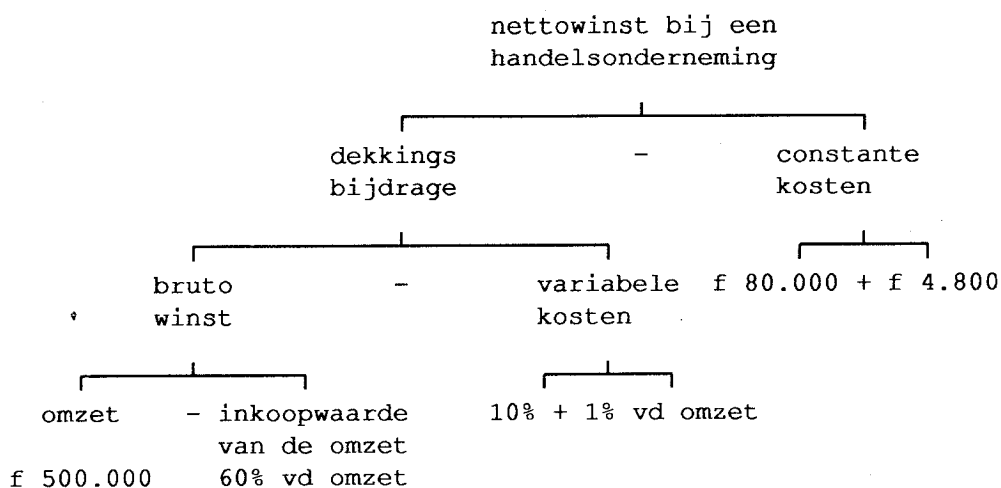 nettowinst bij een
handelsonderneming
dekkings - constante
bijdrage kosten
bruto - variabele f 80.000 + f 4.800
winst kosten
omzet - inkoopwaarde 10% + 1% vd omzet
van de omzet
f 500.000 60% vd omzet